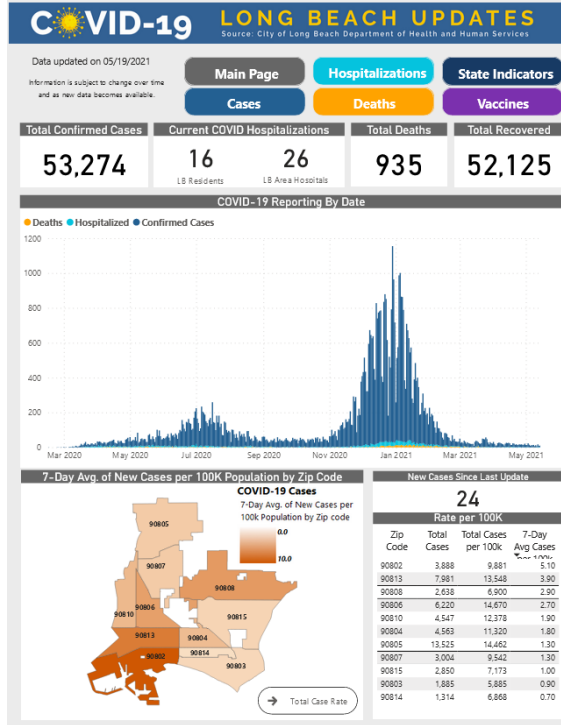 COVID-19
LONG BEACH UPDATES
Source: City of Long Beach Department of Health and Human Services
Data updated on 05/19/2021
Information is subject to change over time
and as new data becomes available.
Main Page
Hospitalizations
State Indicators
Cases
Deaths
Vaccines
Total Confirmed Cases
53,274
Current COVID Hospitalizations
16
LB Residents
26
LB Area Hospitals
Total Deaths
935
Total Recovered
52,125
COVID-19 Reporting By Date
Deaths Hospitalized Confirmed Cases
1200
1000
800
600
400
200
0
Mar 2020 May 2020 Jul 2020 Sep 2020 Nov 2020 Jan 2021 Mar 2021 May 2021
7-Day Avg. of New Cases per 100K Population by Zip Code
COVID-19 Cases
7-Day Avg. of New Cases per
100k Population by Zip code
0.0
10.0
90805
90807
90808
90810
90806
90815
90813
90804
90814
90802
90803
Total Case Rate
New Cases Since Last Update
24
Rate per 100K
Zip Code Total Cases Total Cases per 100k 7-Day Avg Cases per 100k
90802 3,888 9,881 5.10
90813 7,981 13,548 3.90
90808 2,638 6,900 2.90
90806 6,220 14,670 2.70
90810 4,547 12,378 1.90
90804 4,563 11,320 1.80
90805 13,525 14,462 1.30
90807 3,004 9,542 1.30
90815 2,850 7,173 1.00
90803 1,885 5,885 0.90
90814 1,314 6,868 0.70